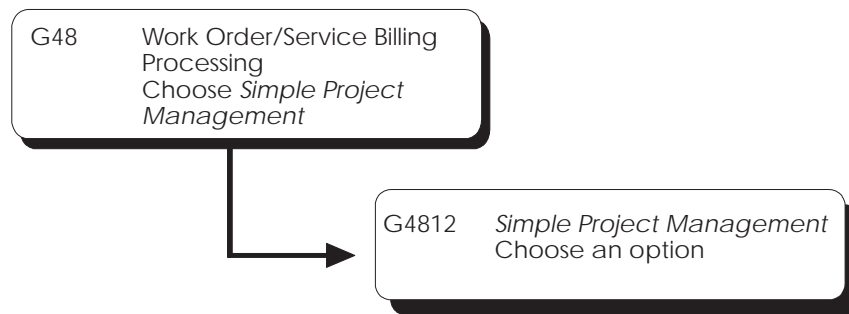 G48 Work Order/Service Billing
Processing
Choose Simple Project
Management
G4812 Simple Project Management
Choose an option